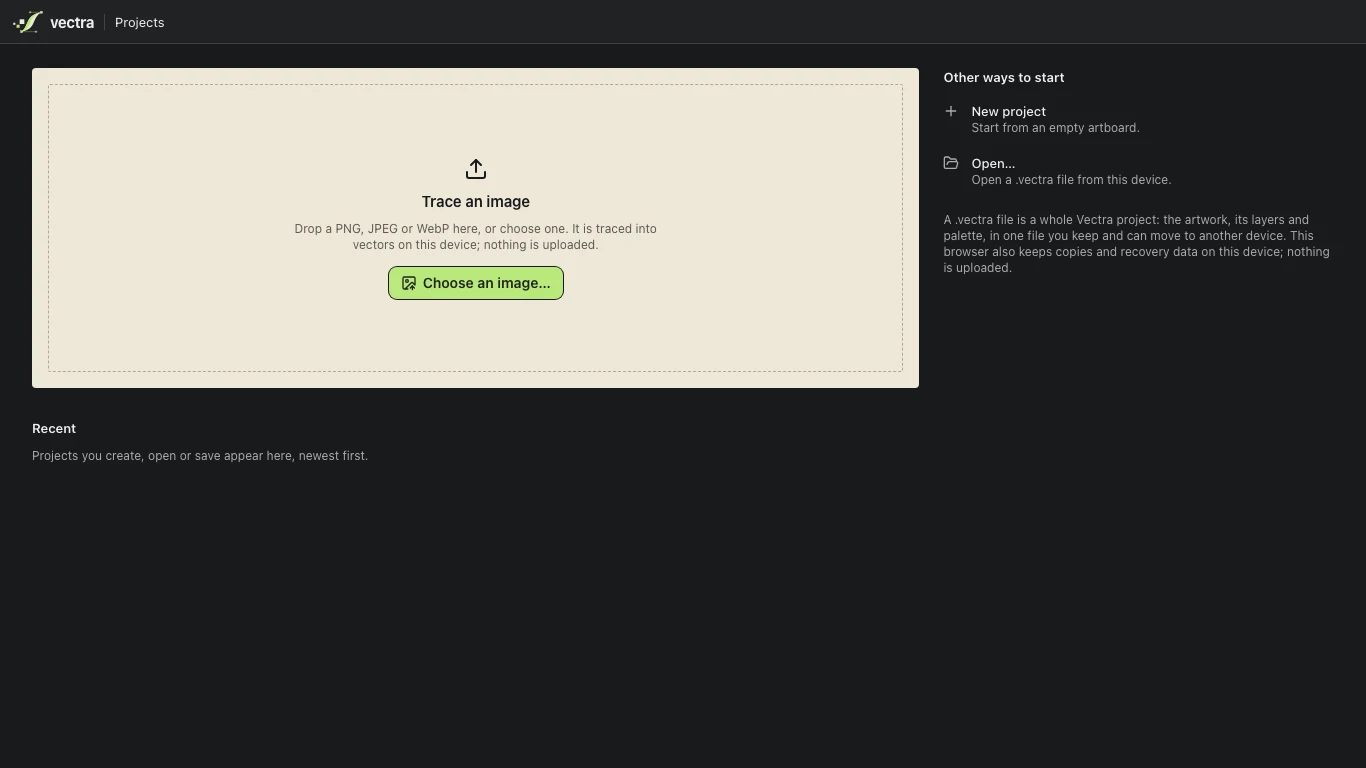 vectra
Projects
Trace an image
Drop a PNG, JPEG or WebP here, or choose one. It is traced into
vectors on this device; nothing is uploaded.
Choose an image...
Other ways to start
New project
Start from an empty artboard.
Open...
Open a .vectra file from this device.
A .vectra file is a whole Vectra project: the artwork, its layers and
palette, in one file you keep and can move to another device. This
browser also keeps copies and recovery data on this device; nothing
is uploaded.
Recent
Projects you create, open or save appear here, newest first.